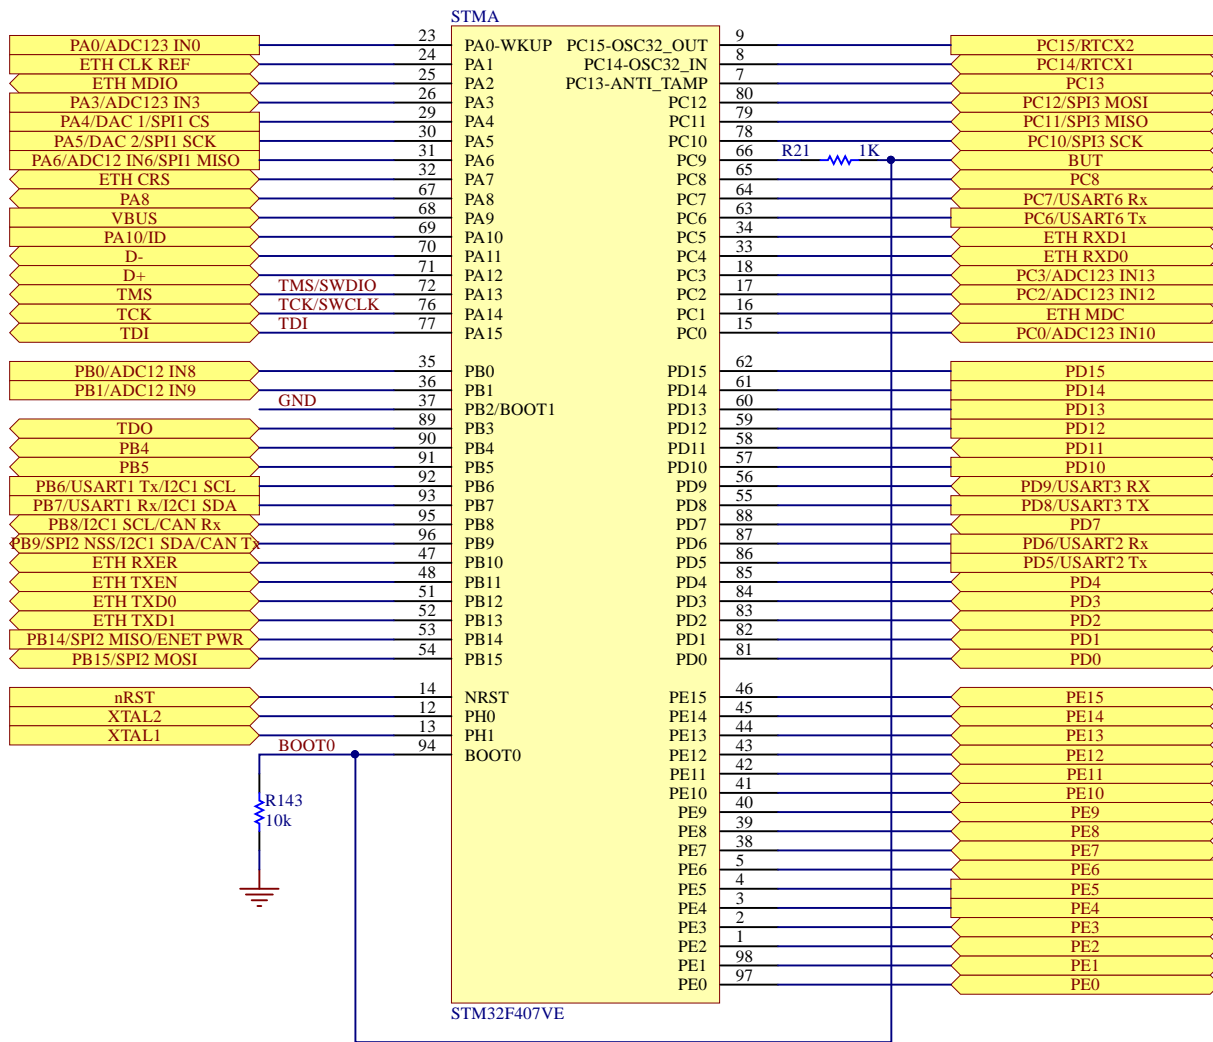 STMA
PA0/ADC123 IN0 23 PA0-WKUP PC15-OSC32_OUT 9 PC15/RTCX2
ETH CLK REF 24 PA1 PC14-OSC32_IN 8 PC14/RTCX1
ETH MDIO 25 PA2 PC13-ANTI_TAMP 7 PC13
PA3/ADC123 IN3 26 PA3 PC12 80 PC12/SPI3 MOSI
PA4/DAC 1/SPI1 CS 29 PA4 PC11 79 PC11/SPI3 MISO
PA5/DAC 2/SPI1 SCK 30 PA5 PC10 78 PC10/SPI3 SCK
PA6/ADC12 IN6/SPI1 MISO 31 PA6 PC9 66 R21 1K BUT
ETH CRS 32 PA7 PC8 65 PC8
PA8 67 PA8 PC7 64 PC7/USART6 Rx
VBUS 68 PA9 PC6 63 PC6/USART6 Tx
PA10/ID 69 PA10 PC5 34 ETH RXD1
D- 70 PA11 PC4 33 ETH RXD0
D+ 71 PA12 PC3 18 PC3/ADC123 IN13
TMS TMS/SWDIO 72 PA13 PC2 17 PC2/ADC123 IN12
TCK TCK/SWCLK 76 PA14 PC1 16 ETH MDC
TDI TDI 77 PA15 PC0 15 PC0/ADC123 IN10
PB0/ADC12 IN8 35 PB0 PD15 62 PD15
PB1/ADC12 IN9 36 PB1 PD14 61 PD14
GND 37 PB2/BOOT1 PD13 60 PD13
TDO 89 PB3 PD12 59 PD12
PB4 90 PB4 PD11 58 PD11
PB5 91 PB5 PD10 57 PD10
PB6/USART1 Tx/I2C1 SCL 92 PB6 PD9 56 PD9/USART3 RX
PB7/USART1 Rx/I2C1 SDA 93 PB7 PD8 55 PD8/USART3 TX
PB8/I2C1 SCL/CAN Rx 95 PB8 PD7 88 PD7
PB9/SPI2 NSS/I2C1 SDA/CAN Tx 96 PB9 PD6 87 PD6/USART2 Rx
ETH RXER 47 PB10 PD5 86 PD5/USART2 Tx
ETH TXEN 48 PB11 PD4 85 PD4
ETH TXD0 51 PB12 PD3 84 PD3
ETH TXD1 52 PB13 PD2 83 PD2
PB14/SPI2 MISO/ENET PWR 53 PB14 PD1 82 PD1
PB15/SPI2 MOSI 54 PB15 PD0 81 PD0
nRST 14 NRST PE15 46 PE15
XTAL2 12 PH0 PE14 45 PE14
XTAL1 13 PH1 PE13 44 PE13
BOOT0 94 BOOT0 PE12 43 PE12
PE11 42 PE11
PE10 41 PE10
R143 PE9 40 PE9
10k PE8 39 PE8
PE7 38 PE7
PE6 5 PE6
PE5 4 PE5
PE4 3 PE4
PE3 2 PE3
PE2 1 PE2
PE1 98 PE1
PE0 97 PE0
STM32F407VE